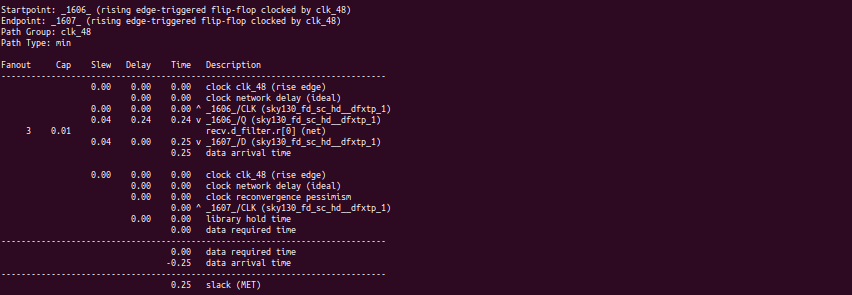 Startpoint: _1606_ (rising edge-triggered flip-flop clocked by clk_48)
Endpoint: _1607_ (rising edge-triggered flip-flop clocked by clk_48)
Path Group: clk_48
Path Type: min
Fanout     Cap    Slew   Delay    Time   Description
-----------------------------------------------------------------------------
                  0.00    0.00    0.00   clock clk_48 (rise edge)
                          0.00    0.00   clock network delay (ideal)
                  0.00    0.00    0.00 ^ _1606_/CLK (sky130_fd_sc_hd__dfxtp_1)
                  0.04    0.24    0.24 v _1606_/Q (sky130_fd_sc_hd__dfxtp_1)
     3    0.01                           recv.d_filter.r[0] (net)
                  0.04    0.00    0.25 v _1607_/D (sky130_fd_sc_hd__dfxtp_1)
                                  0.25   data arrival time
                  0.00    0.00    0.00   clock clk_48 (rise edge)
                          0.00    0.00   clock network delay (ideal)
                          0.00    0.00   clock reconvergence pessimism
                                  0.00 ^ _1607_/CLK (sky130_fd_sc_hd__dfxtp_1)
                          0.00    0.00   library hold time
                                  0.00   data required time
-----------------------------------------------------------------------------
                                  0.00   data required time
                                 -0.25   data arrival time
-----------------------------------------------------------------------------
                                  0.25   slack (MET)